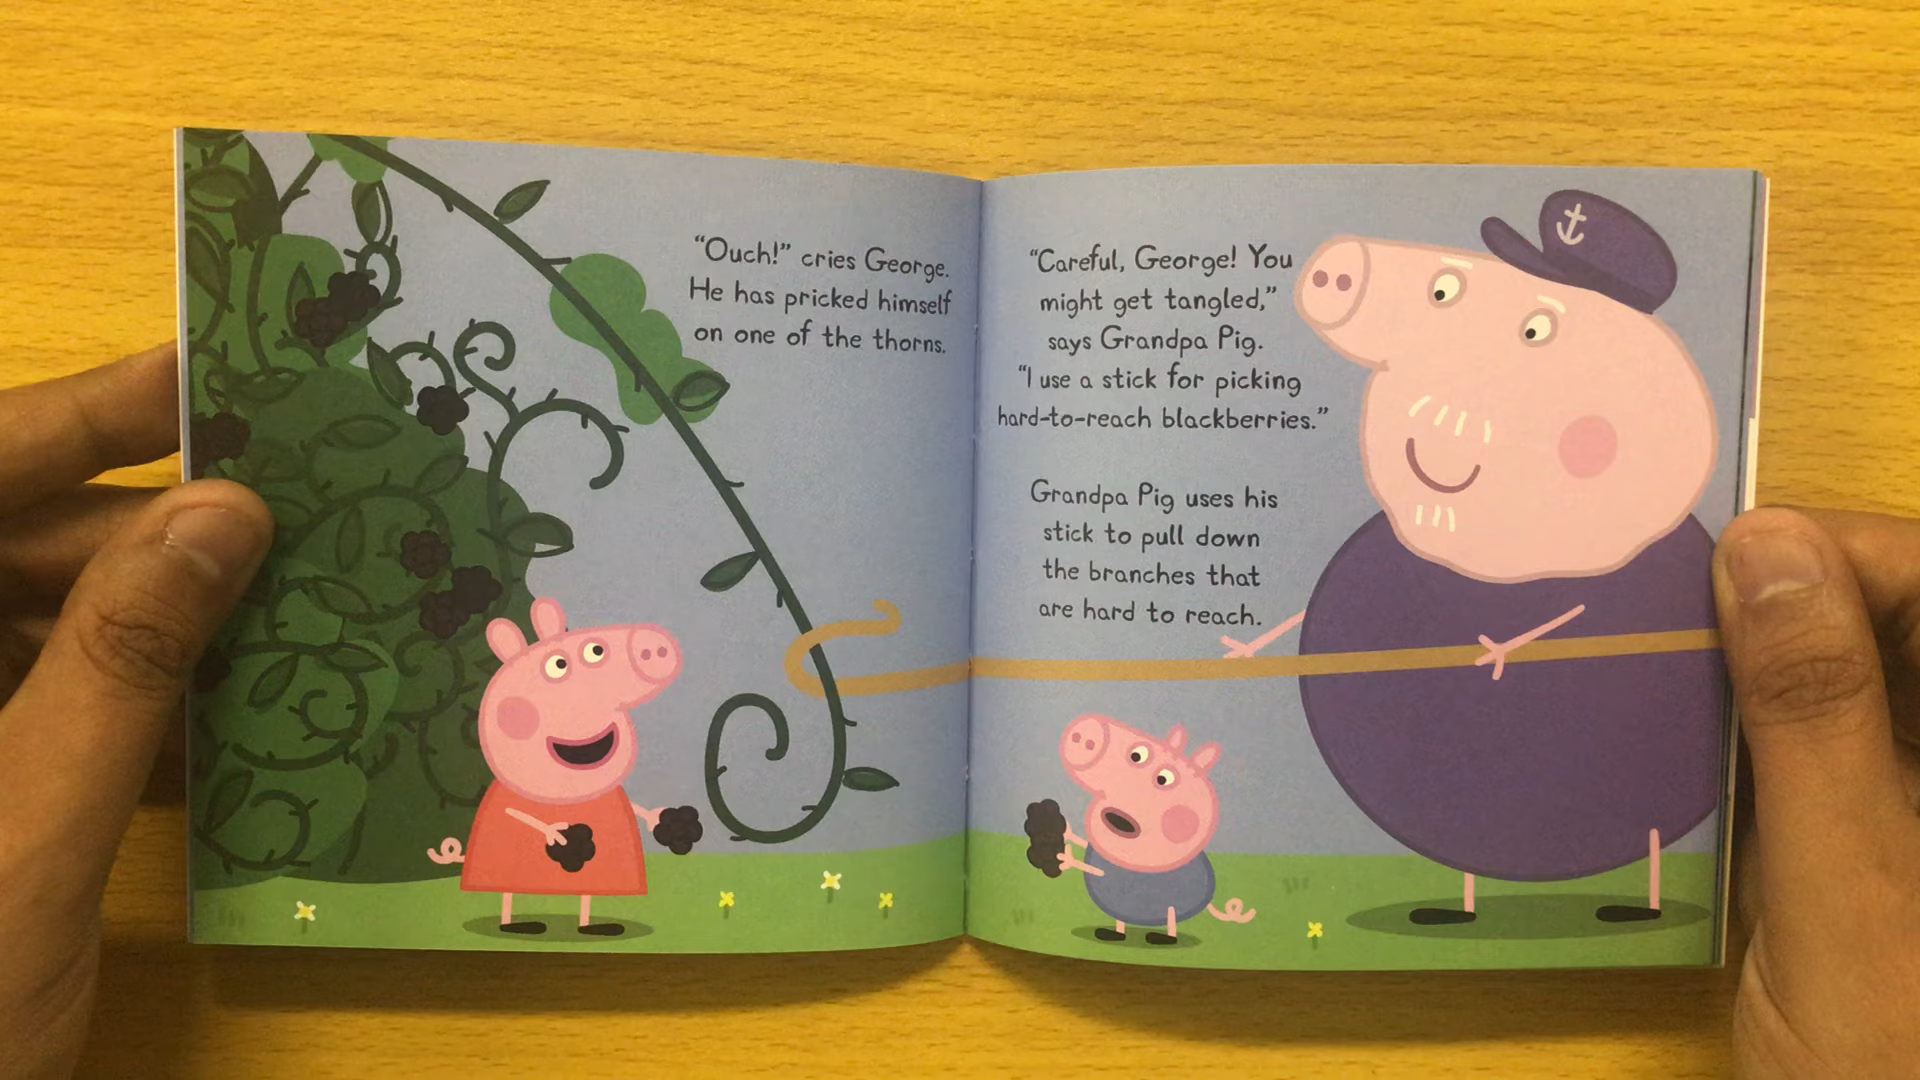 “Ouch!” cries George.
He has pricked himself
on one of the thorns.
“Careful, George! You
might get tangled,”
says Grandpa Pig.
“I use a stick for picking
hard-to-reach blackberries.”
Grandpa Pig uses his
stick to pull down
the branches that
are hard to reach.